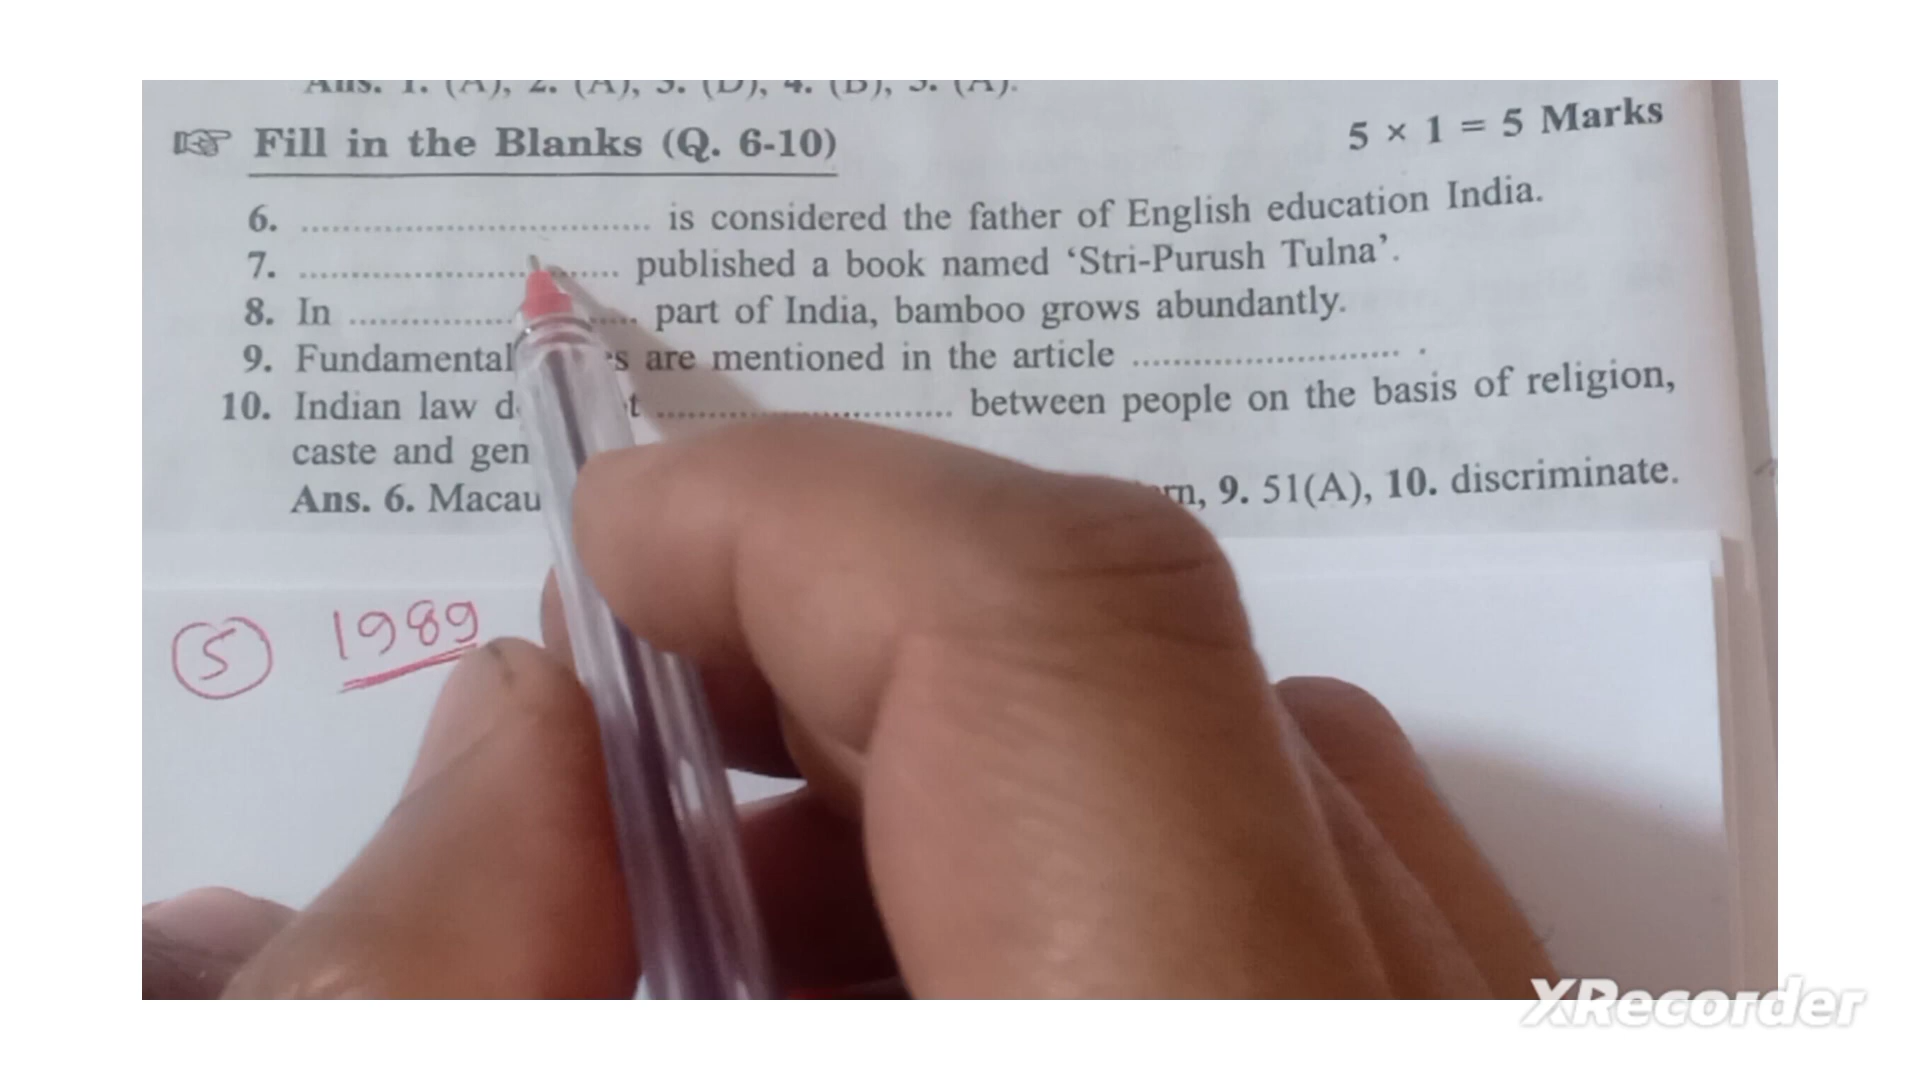 Ans. 1. (A), 2. (A), 3. (D), 4. (B), 5. (A).
☞ Fill in the Blanks (Q. 6-10) 5 × 1 = 5 Marks
6. .................................. is considered the father of English education India.
7. .................................. published a book named ‘Stri-Purush Tulna’.
8. In .................................. part of India, bamboo grows abundantly.
9. Fundamental are mentioned in the article .......................... .
10. Indian law .............................. between people on the basis of religion,
caste and
Ans. 6. 9. 51(A), 10. discriminate.
5 1989
XRecorder